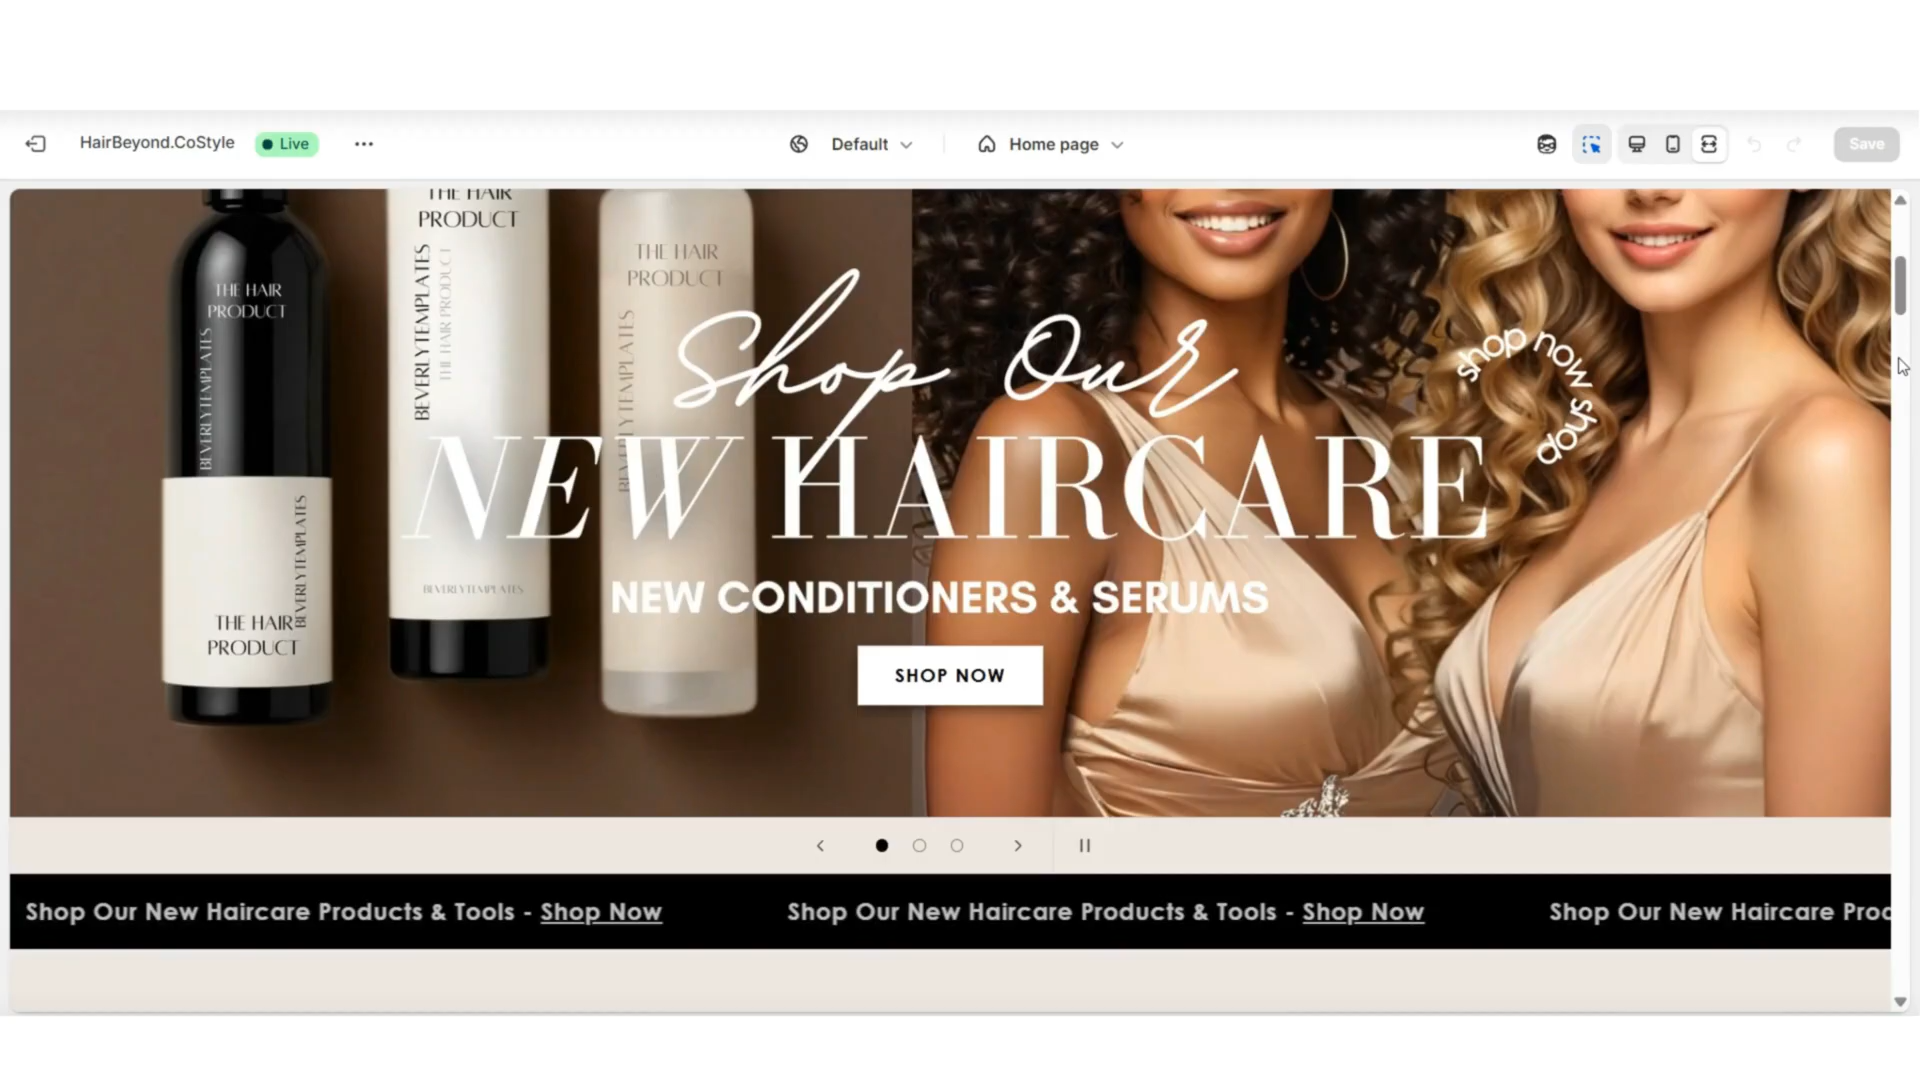 HairBeyond.CoStyle
Live
Default
Home page
Save
THE HAIR
PRODUCT
BEVERLYTEMPLATES
BEVERLYTEMPLATES
THE HAIR
PRODUCT
THE HAIR
PRODUCT
BEVERLYTEMPLATES
THE HAIR PRODUCT
BEVERLYTEMPLATES
THE HAIR
PRODUCT
BEVERLYTEMPLATES
Shop Our
NEW HAIRCARE
NEW CONDITIONERS & SERUMS
SHOP NOW
shop now shop
Shop Our New Haircare Products & Tools - Shop Now
Shop Our New Haircare Products & Tools - Shop Now
Shop Our New Haircare Proc